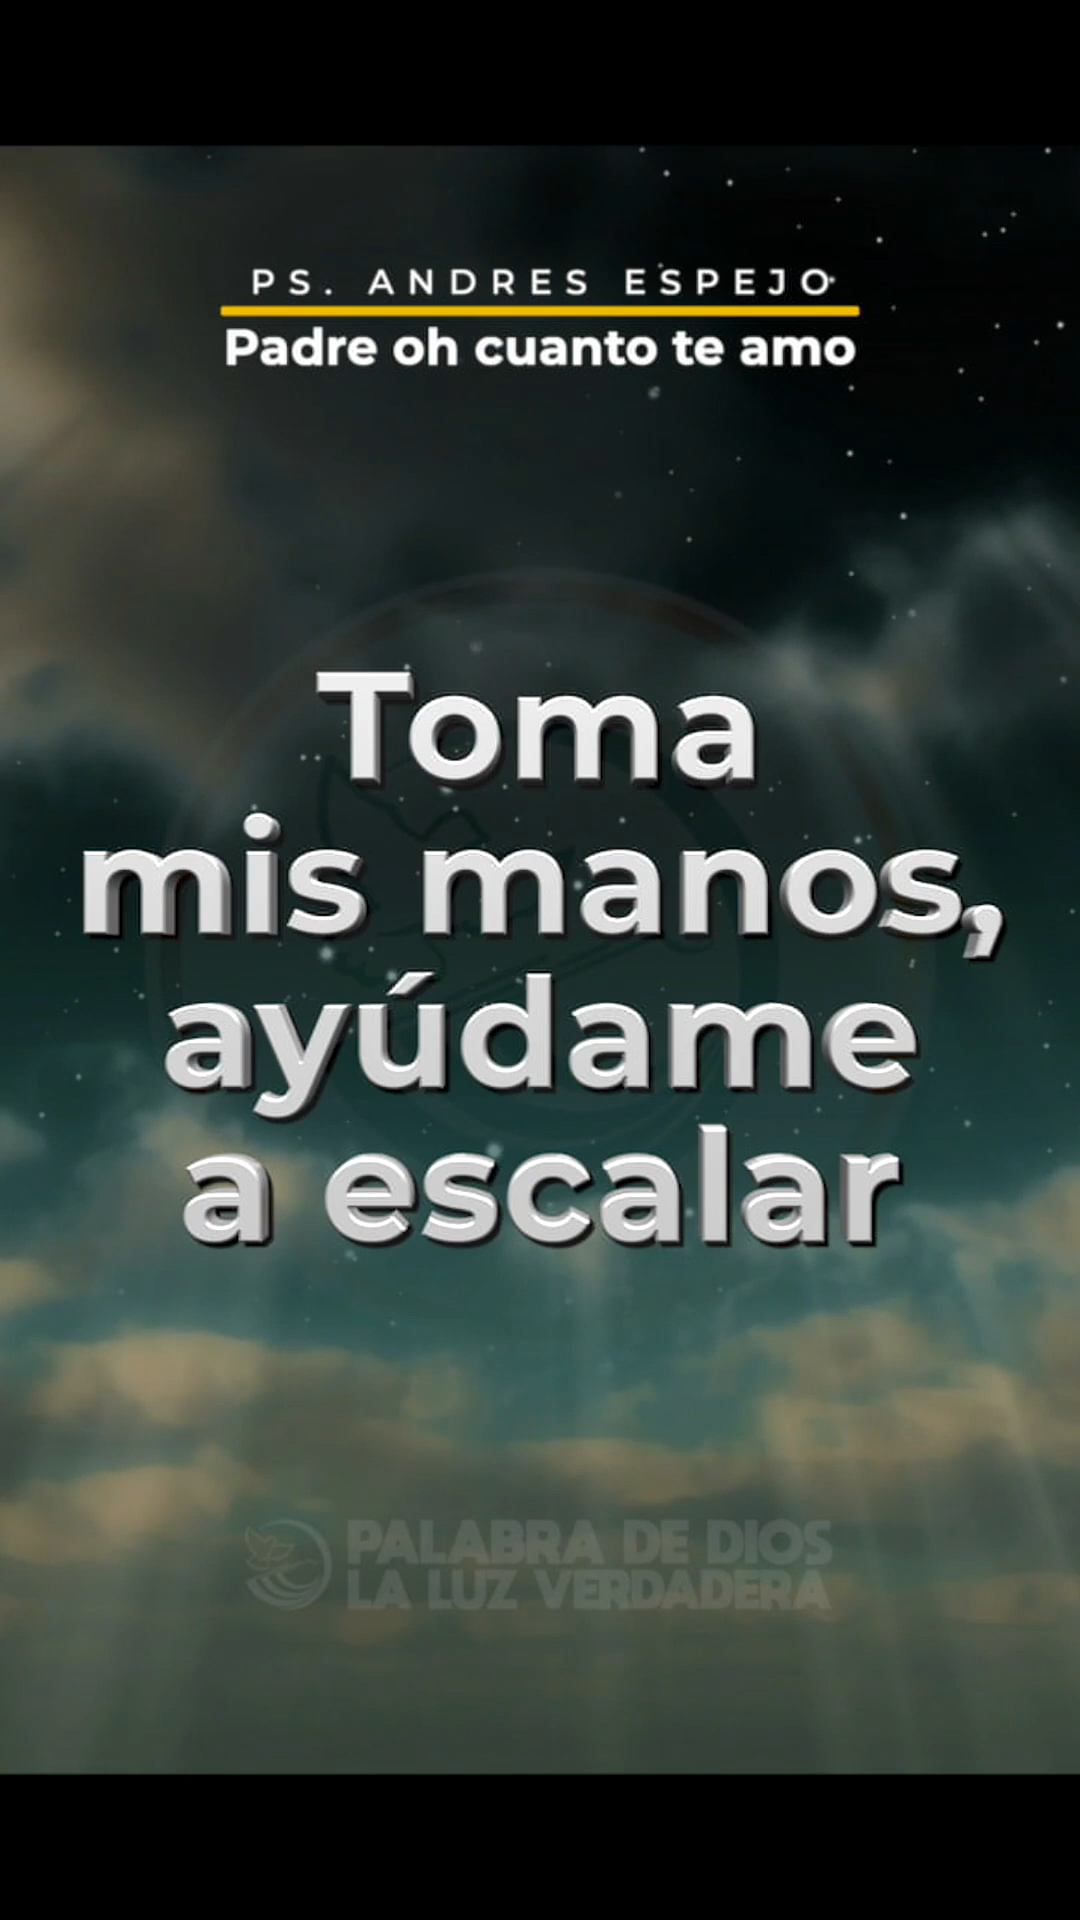 PS. ANDRES ESPEJO
Padre oh cuanto te amo
Toma
mis manos,
ayúdame
a escalar
PALABRA DE DIOS
LA LUZ VERDADERA